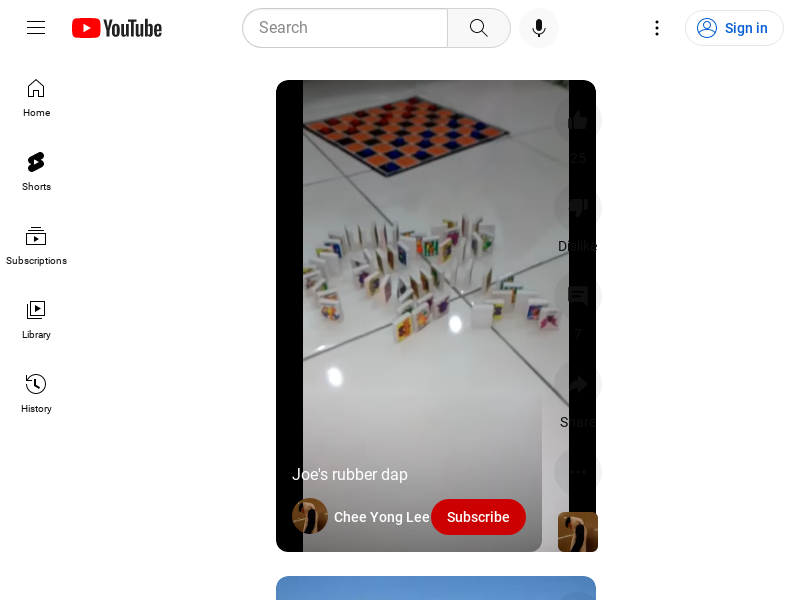 YouTube
Search
Sign in
Home
Shorts
Subscriptions
Library
History
25
Dislike
7
Share
Joe's rubber dap
Chee Yong Lee
Subscribe